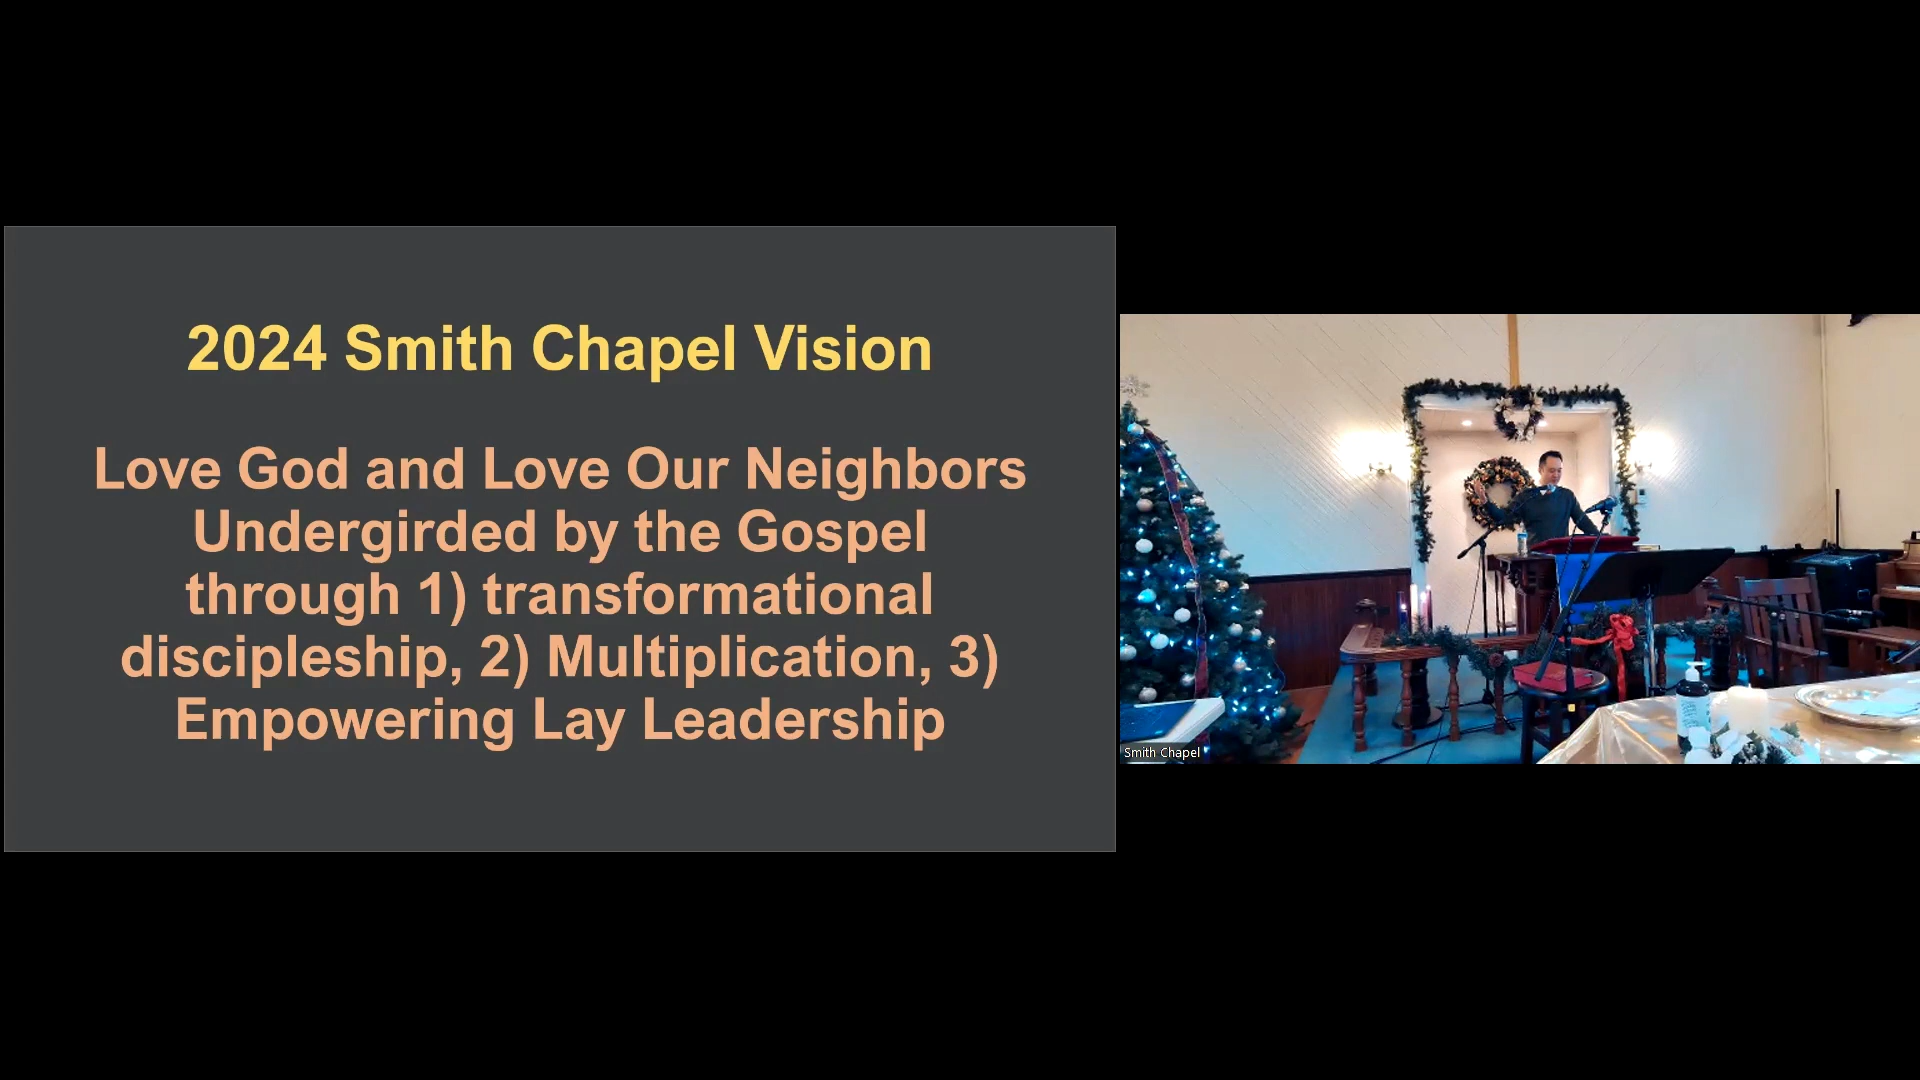 2024 Smith Chapel Vision
Love God and Love Our Neighbors
Undergirded by the Gospel
through 1) transformational
discipleship, 2) Multiplication, 3)
Empowering Lay Leadership
Smith Chapel